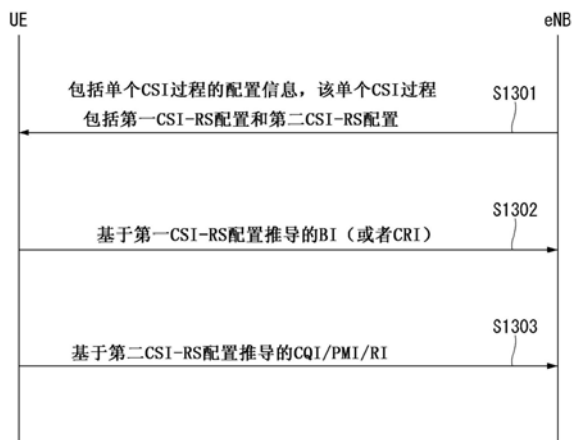 UE
eNB
包括单个CSI过程的配置信息，该单个CSI过程
S1301
包括第一CSI-RS配置和第二CSI-RS配置
S1302
基于第一CSI-RS配置推导的BI（或者CRI）
S1303
基于第二CSI-RS配置推导的CQI/PMI/RI